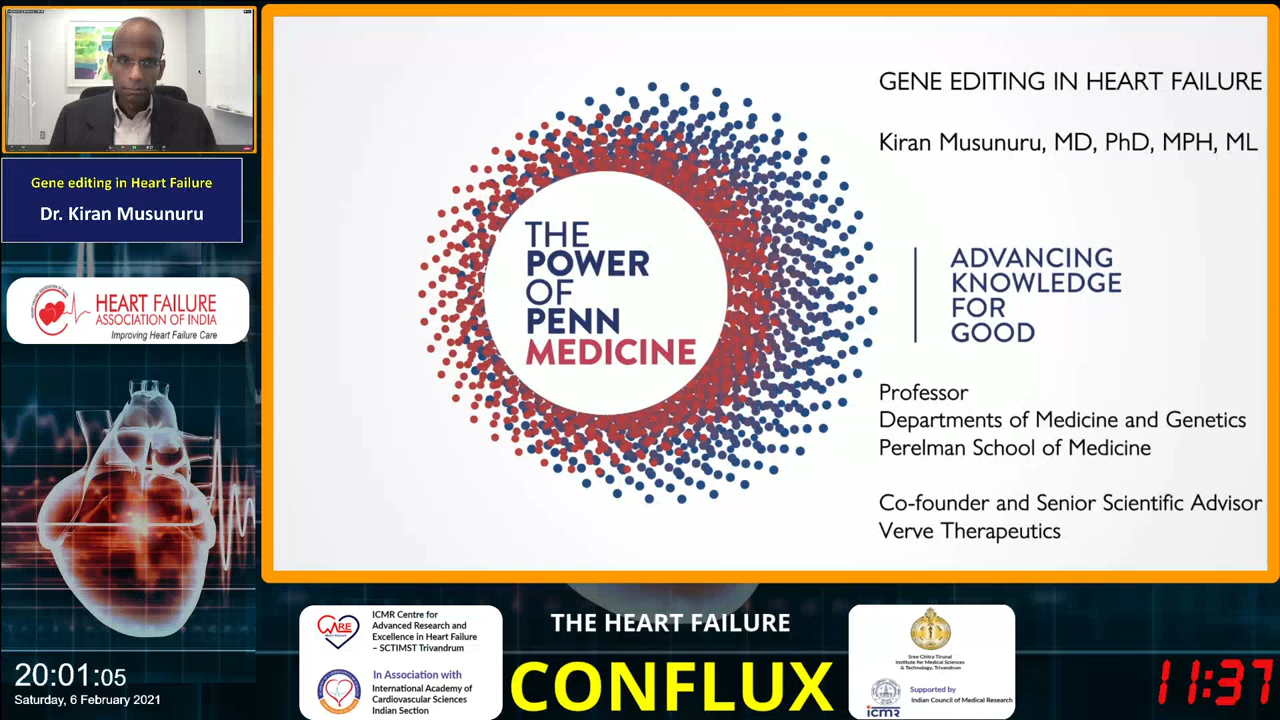 Gene editing in Heart Failure
Dr. Kiran Musunuru
HEART FAILURE
ASSOCIATION OF INDIA
Improving Heart Failure Care
20:01:05
Saturday, 6 February 2021
GENE EDITING IN HEART FAILURE
Kiran Musunuru, MD, PhD, MPH, ML
THE
POWER
OF
PENN
MEDICINE
ADVANCING
KNOWLEDGE
FOR
GOOD
Professor
Departments of Medicine and Genetics
Perelman School of Medicine
Co-founder and Senior Scientific Advisor
Verve Therapeutics
CARE
ICMR Centre for
Advanced Research and
Excellence in Heart Failure
– SCTIMST Trivandrum
In Association with
International Academy of
Cardiovascular Sciences
Indian Section
THE HEART FAILURE
CONFLUX
Sree Chitra Tirunal
Institute for Medical Sciences
& Technology, Trivandrum
Supported by
Indian Council of Medical Research
icmr
11:37